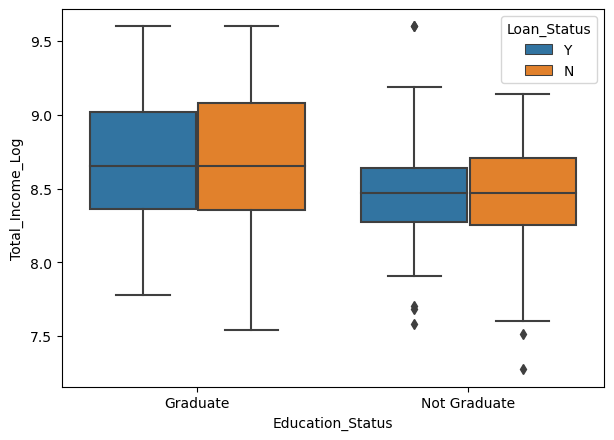 Loan_Status
Y
N
9.5
9.0
8.5
8.0
7.5
Total_Income_Log
Graduate
Not Graduate
Education_Status